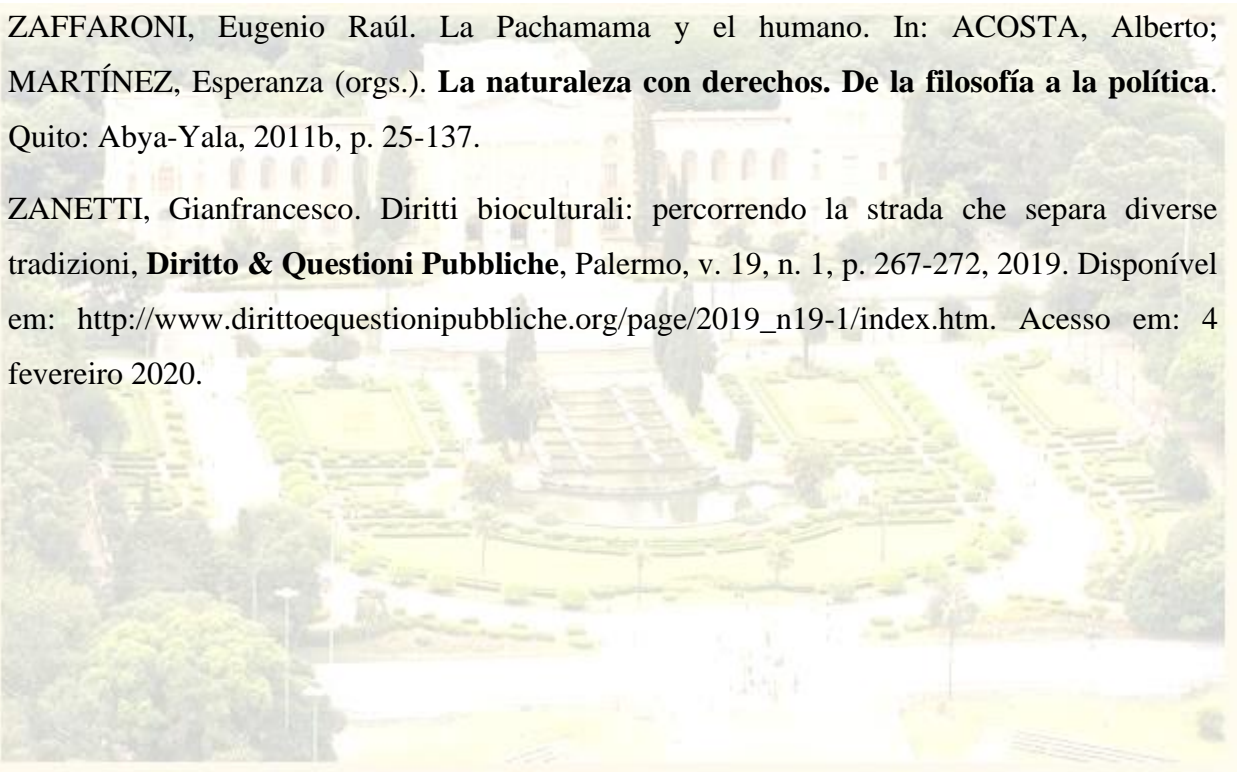 ZAFFARONI, Eugenio Raúl. La Pachamama y el humano. In: ACOSTA, Alberto;
MARTÍNEZ, Esperanza (orgs.). La naturaleza con derechos. De la filosofía a la política.
Quito: Abya-Yala, 2011b, p. 25-137.
ZANETTI, Gianfrancesco. Diritti bioculturali: percorrendo la strada che separa diverse
tradizioni, Diritto & Questioni Pubbliche, Palermo, v. 19, n. 1, p. 267-272, 2019. Disponível
em: http://www.dirittoequestionipubbliche.org/page/2019_n19-1/index.htm. Acesso em: 4
fevereiro 2020.